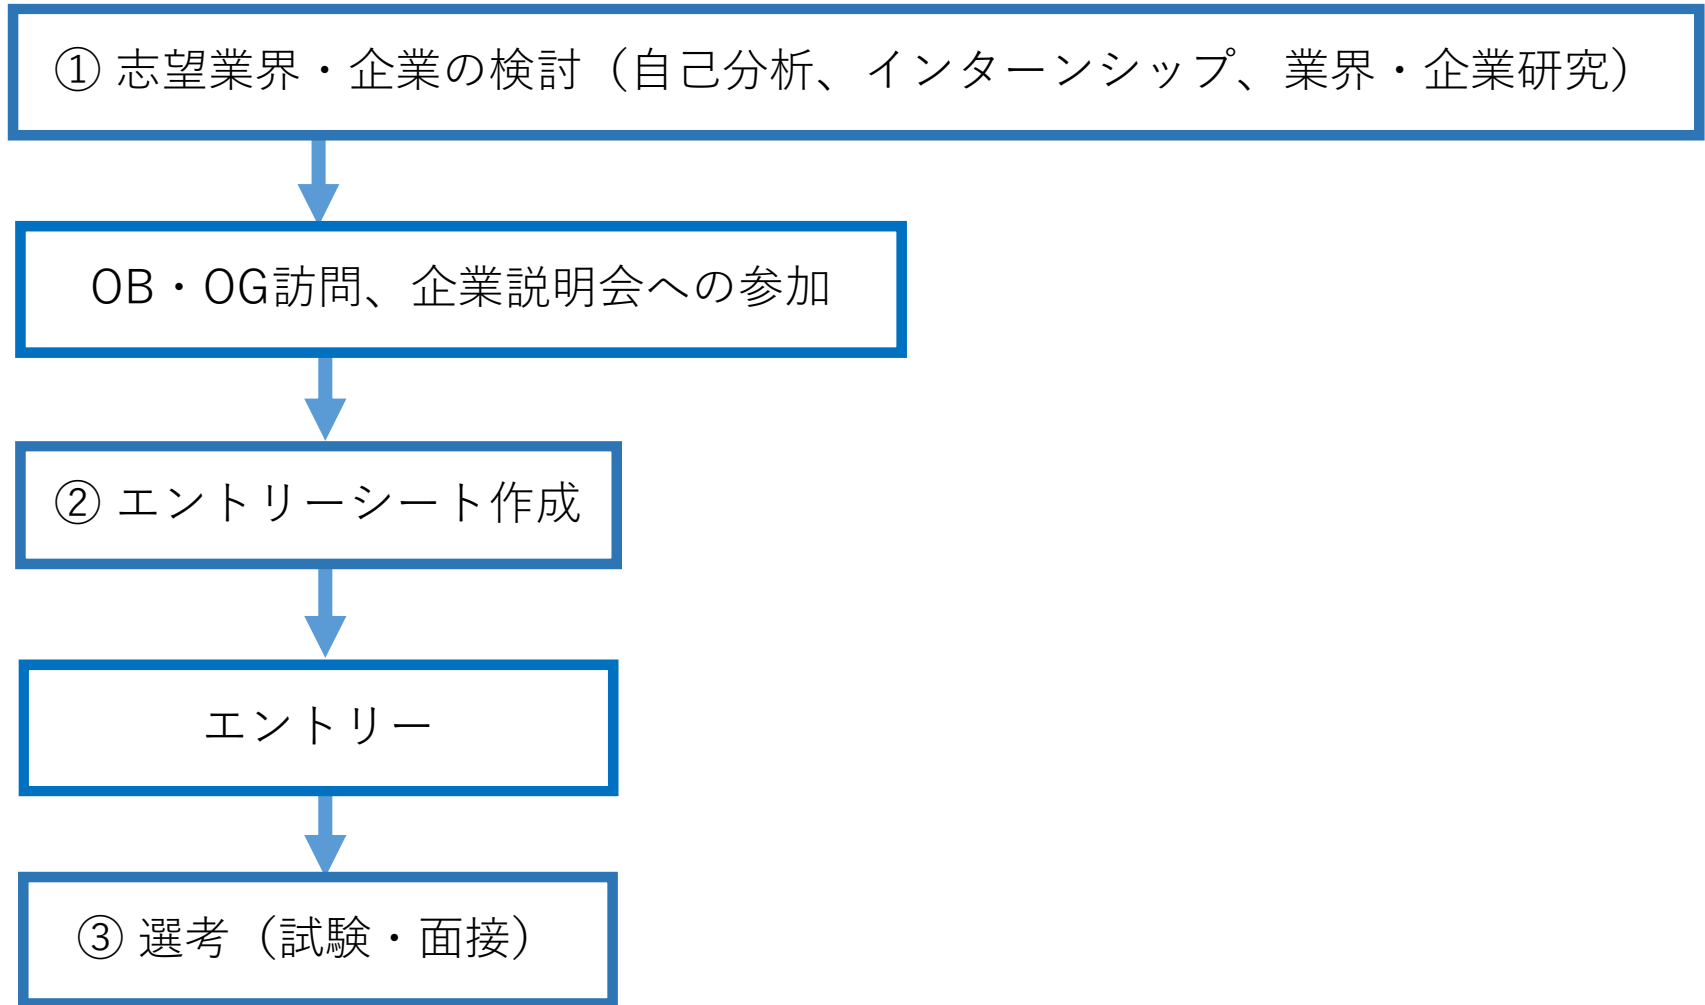 ① 志望業界・企業の検討（自己分析、インターンシップ、業界・企業研究）
OB・OG訪問、企業説明会への参加
② エントリーシート作成
エントリー
③ 選考（試験・面接）